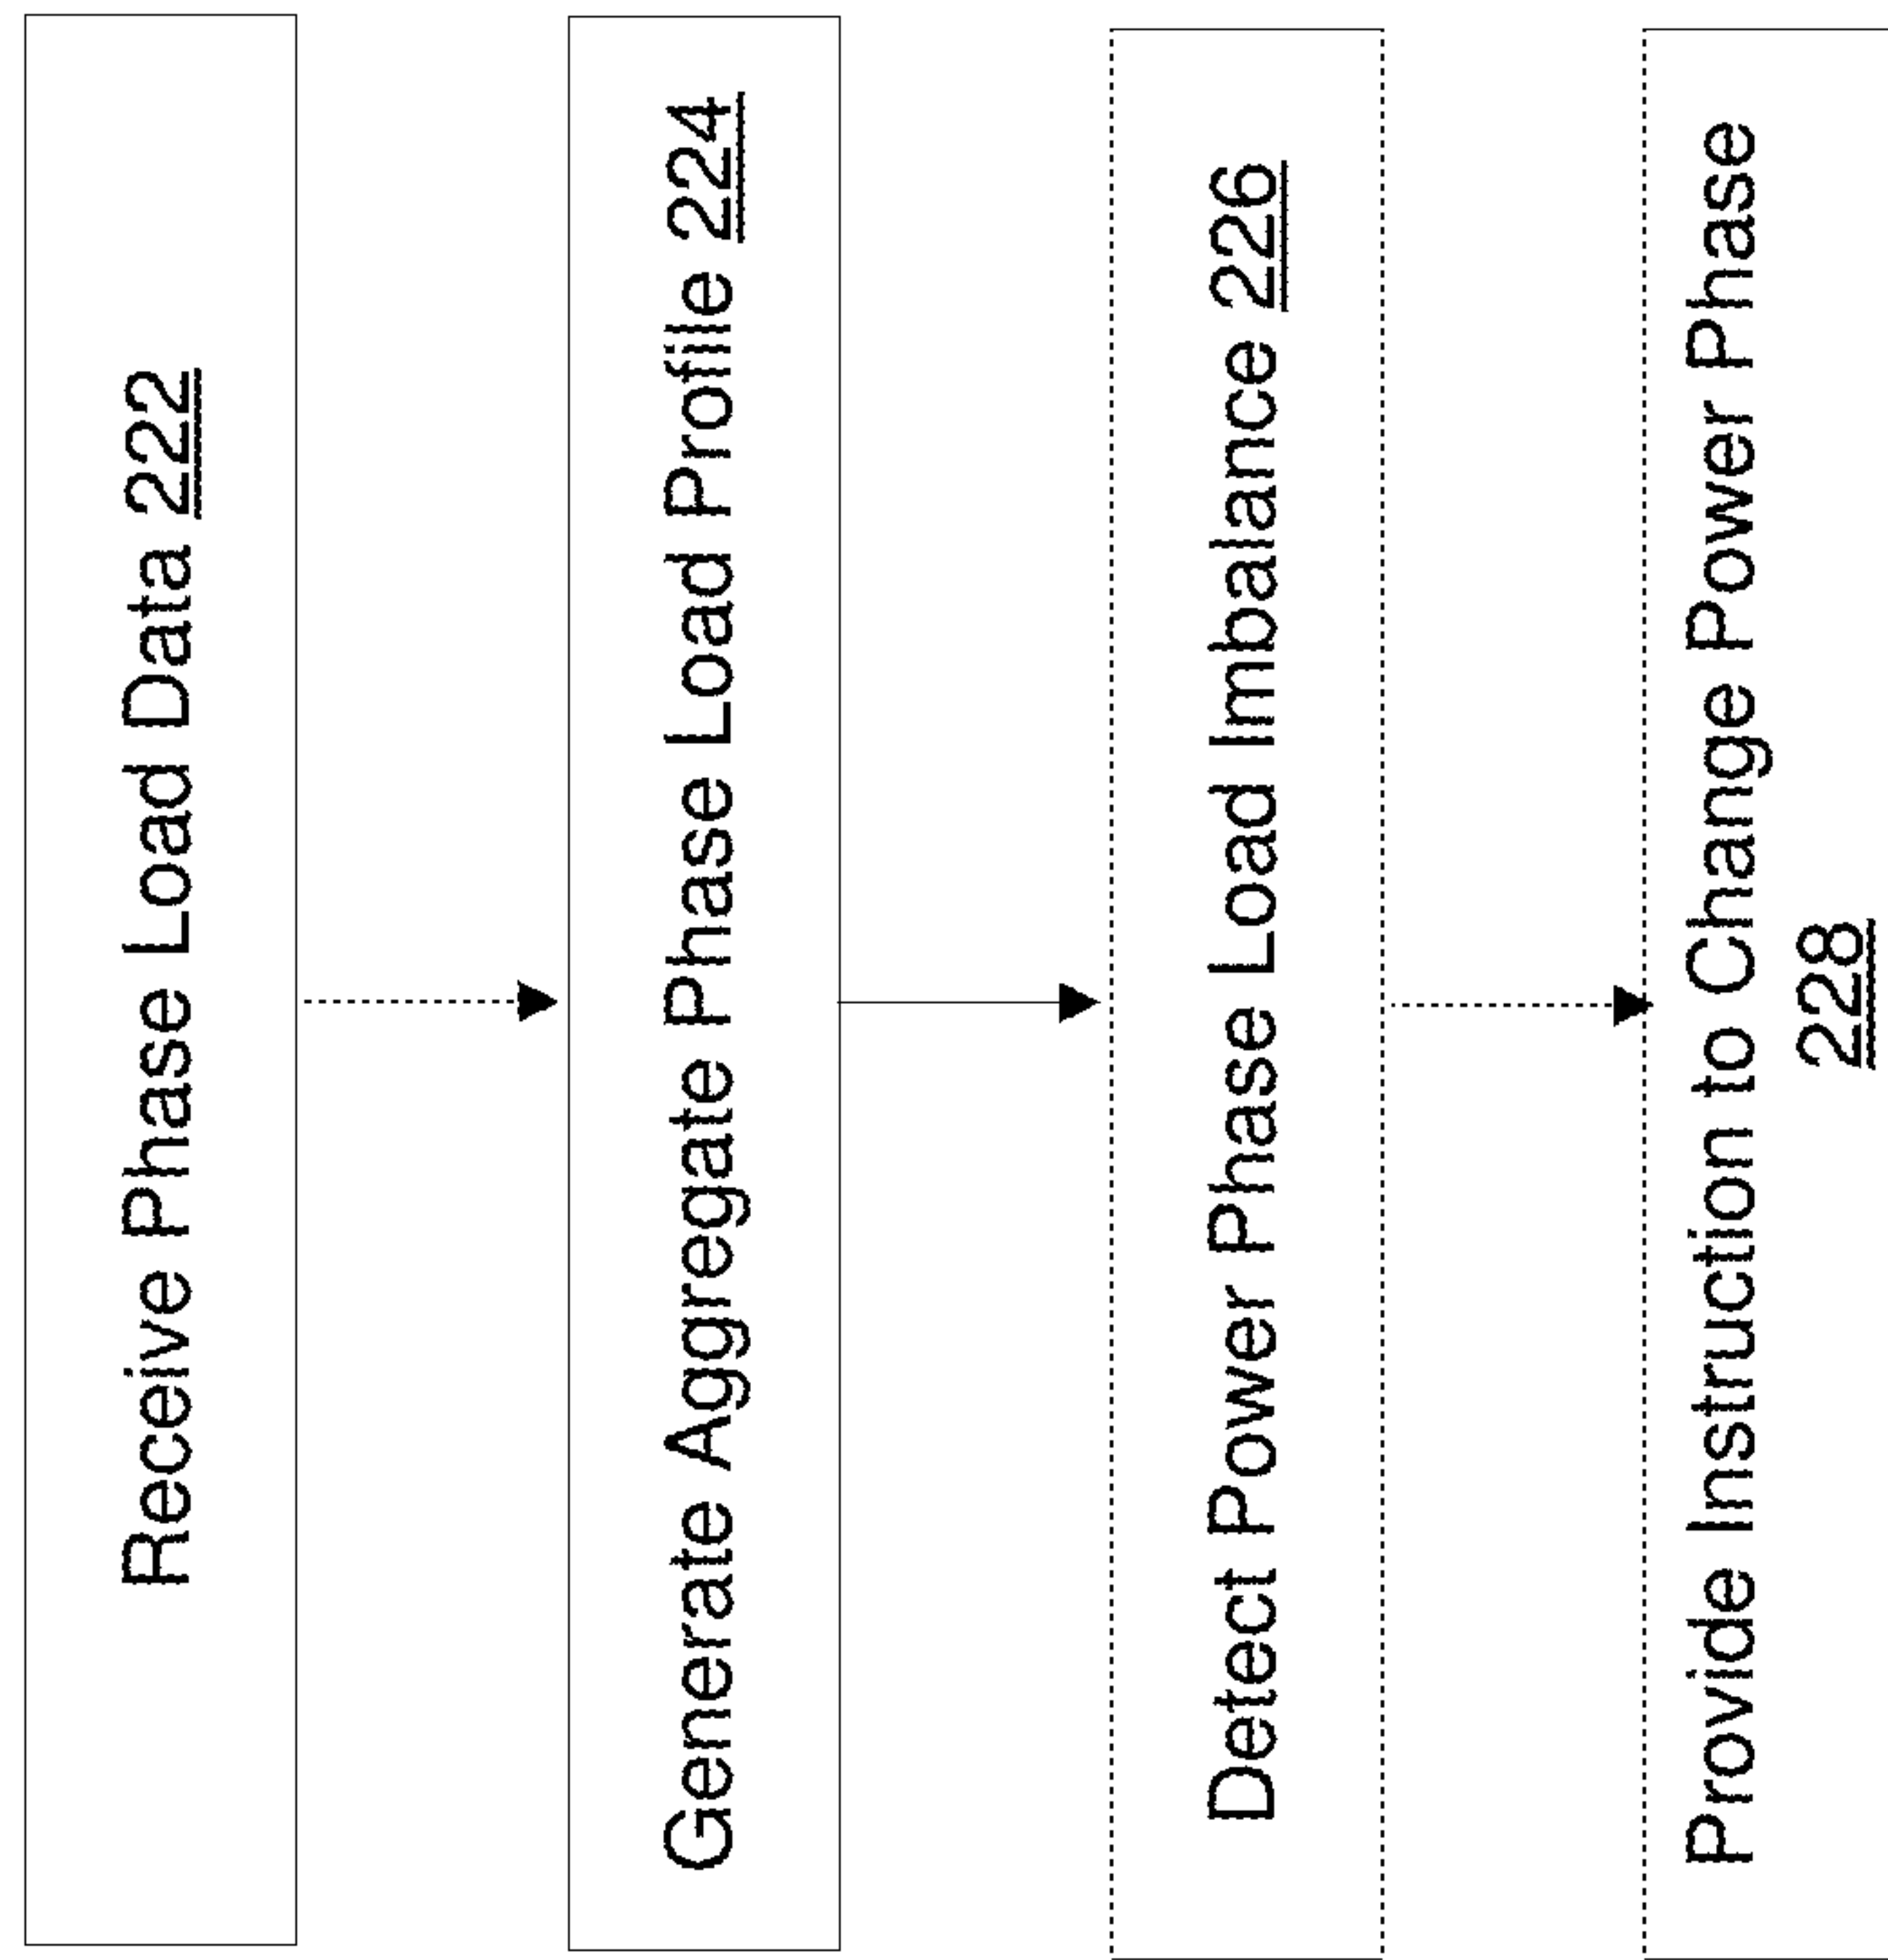 Receive Phase Load Data 222
Generate Aggregate Phase Load Profile 224
Detect Power Phase Load Imbalance 226
Provide Instruction to Change Power Phase
228